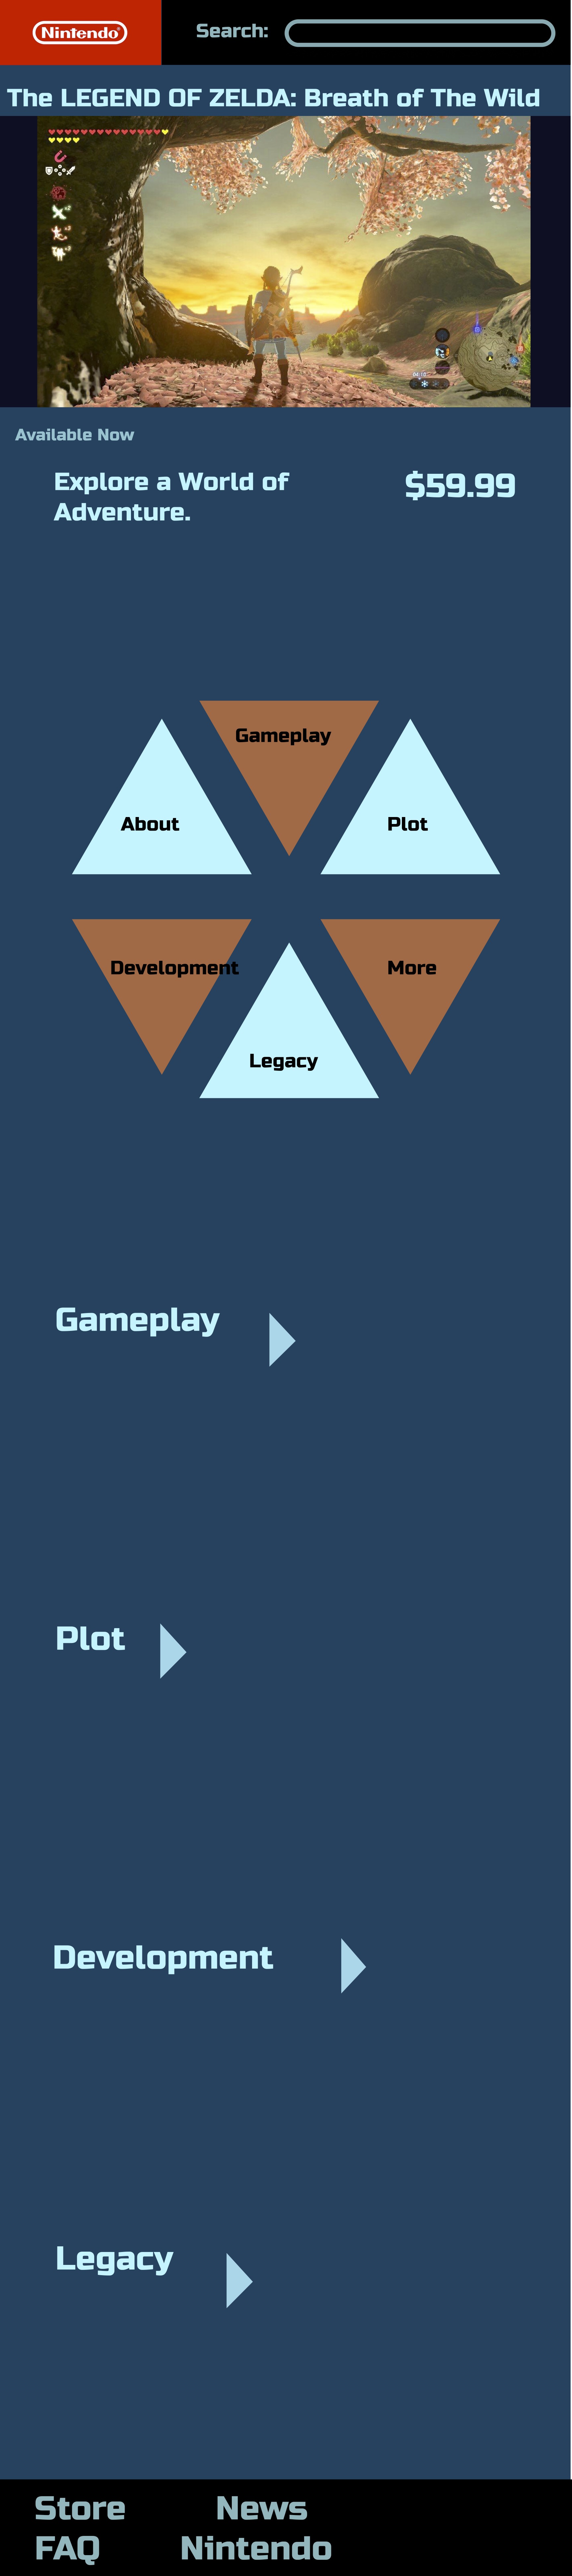 Nintendo
Search:
The LEGEND OF ZELDA: Breath of The Wild
Available Now
Explore a World of
Adventure.
$59.99
Gameplay
About
Plot
Development
More
Legacy
Gameplay
Plot
Development
Legacy
Store
News
FAQ
Nintendo